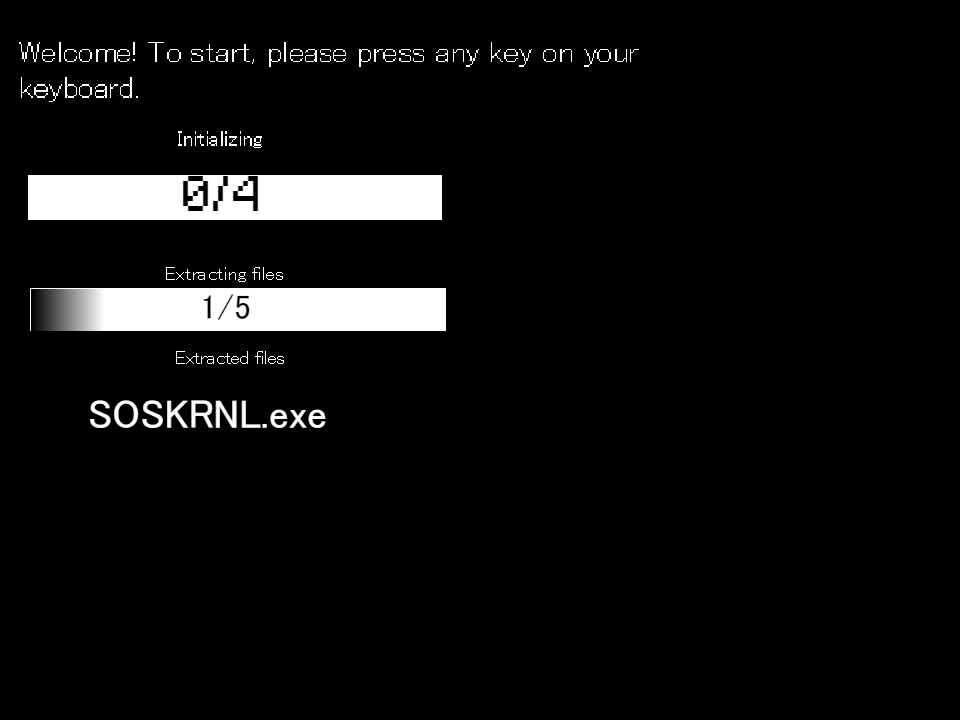 Welcome! To start, please press any key on your
keyboard.
Initializing
0/4
Extracting files
1/5
Extracted files
SOSKRNL.exe